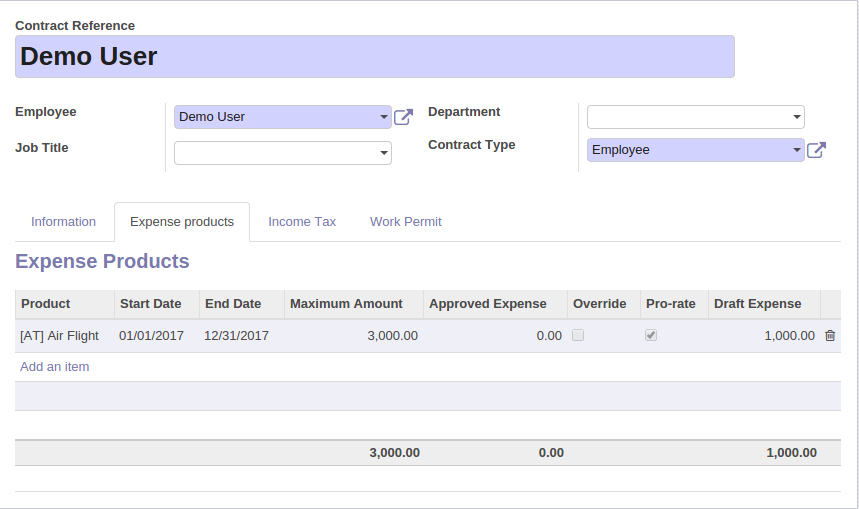 Contract Reference
Demo User
Employee Demo User Department
Job Title Contract Type Employee
Information Expense products Income Tax Work Permit
Expense Products
Product Start Date End Date Maximum Amount Approved Expense Override Pro-rate Draft Expense
[AT] Air Flight 01/01/2017 12/31/2017 3,000.00 0.00 1,000.00
Add an item
3,000.00 0.00 1,000.00